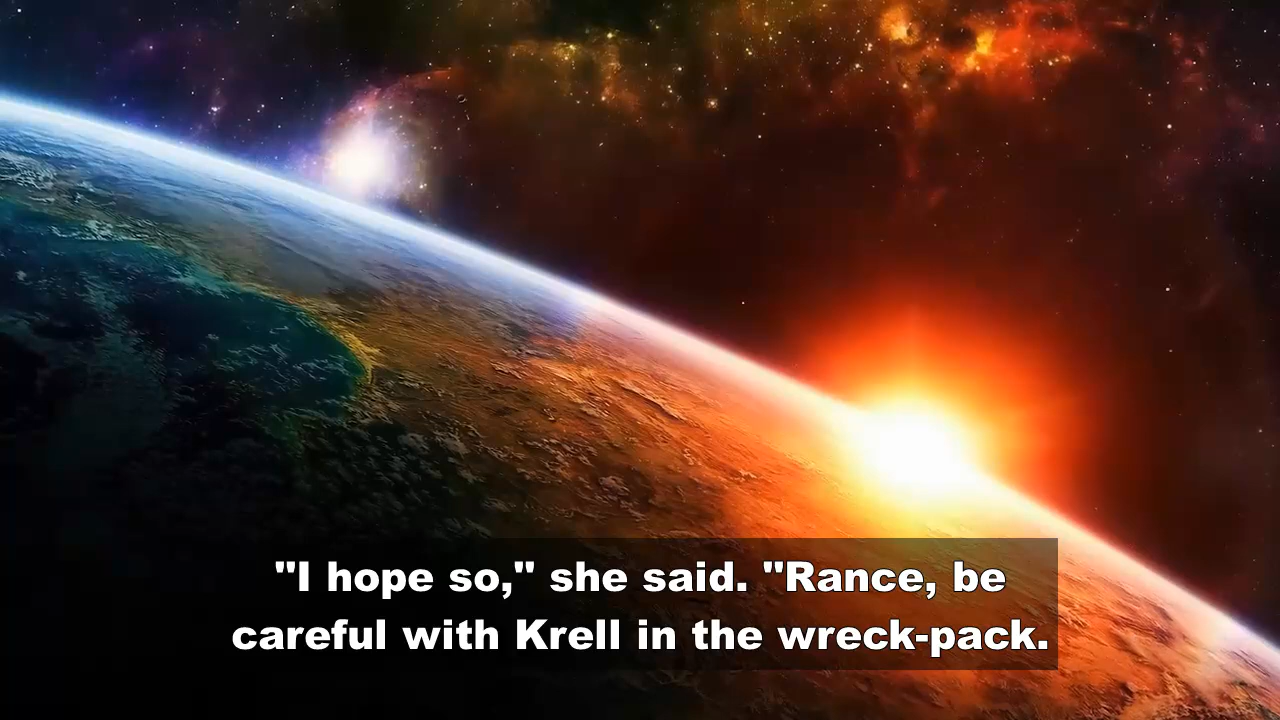 "I hope so," she said. "Rance, be
careful with Krell in the wreck-pack.